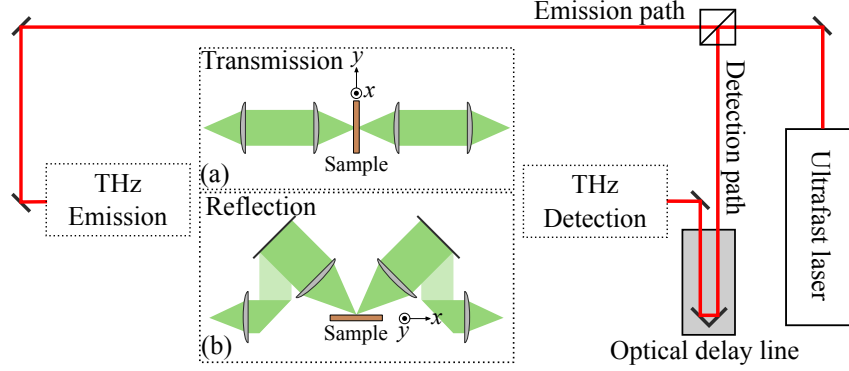 Emission path
Transmission
y
x
Sample
(a)
Detection path
THz
Emission
THz
Detection
Ultrafast laser
Reflection
Sample
y
x
(b)
Optical delay line